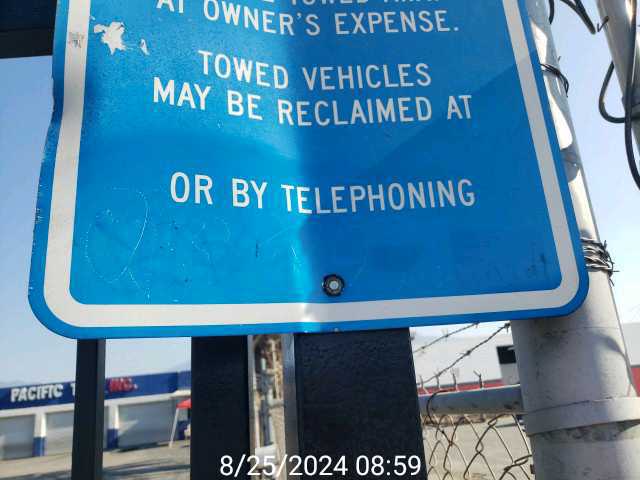 AT OWNER'S EXPENSE.
TOWED VEHICLES
MAY BE RECLAIMED AT
OR BY TELEPHONING
PACIFIC
INC.
8/25/2024 08:59